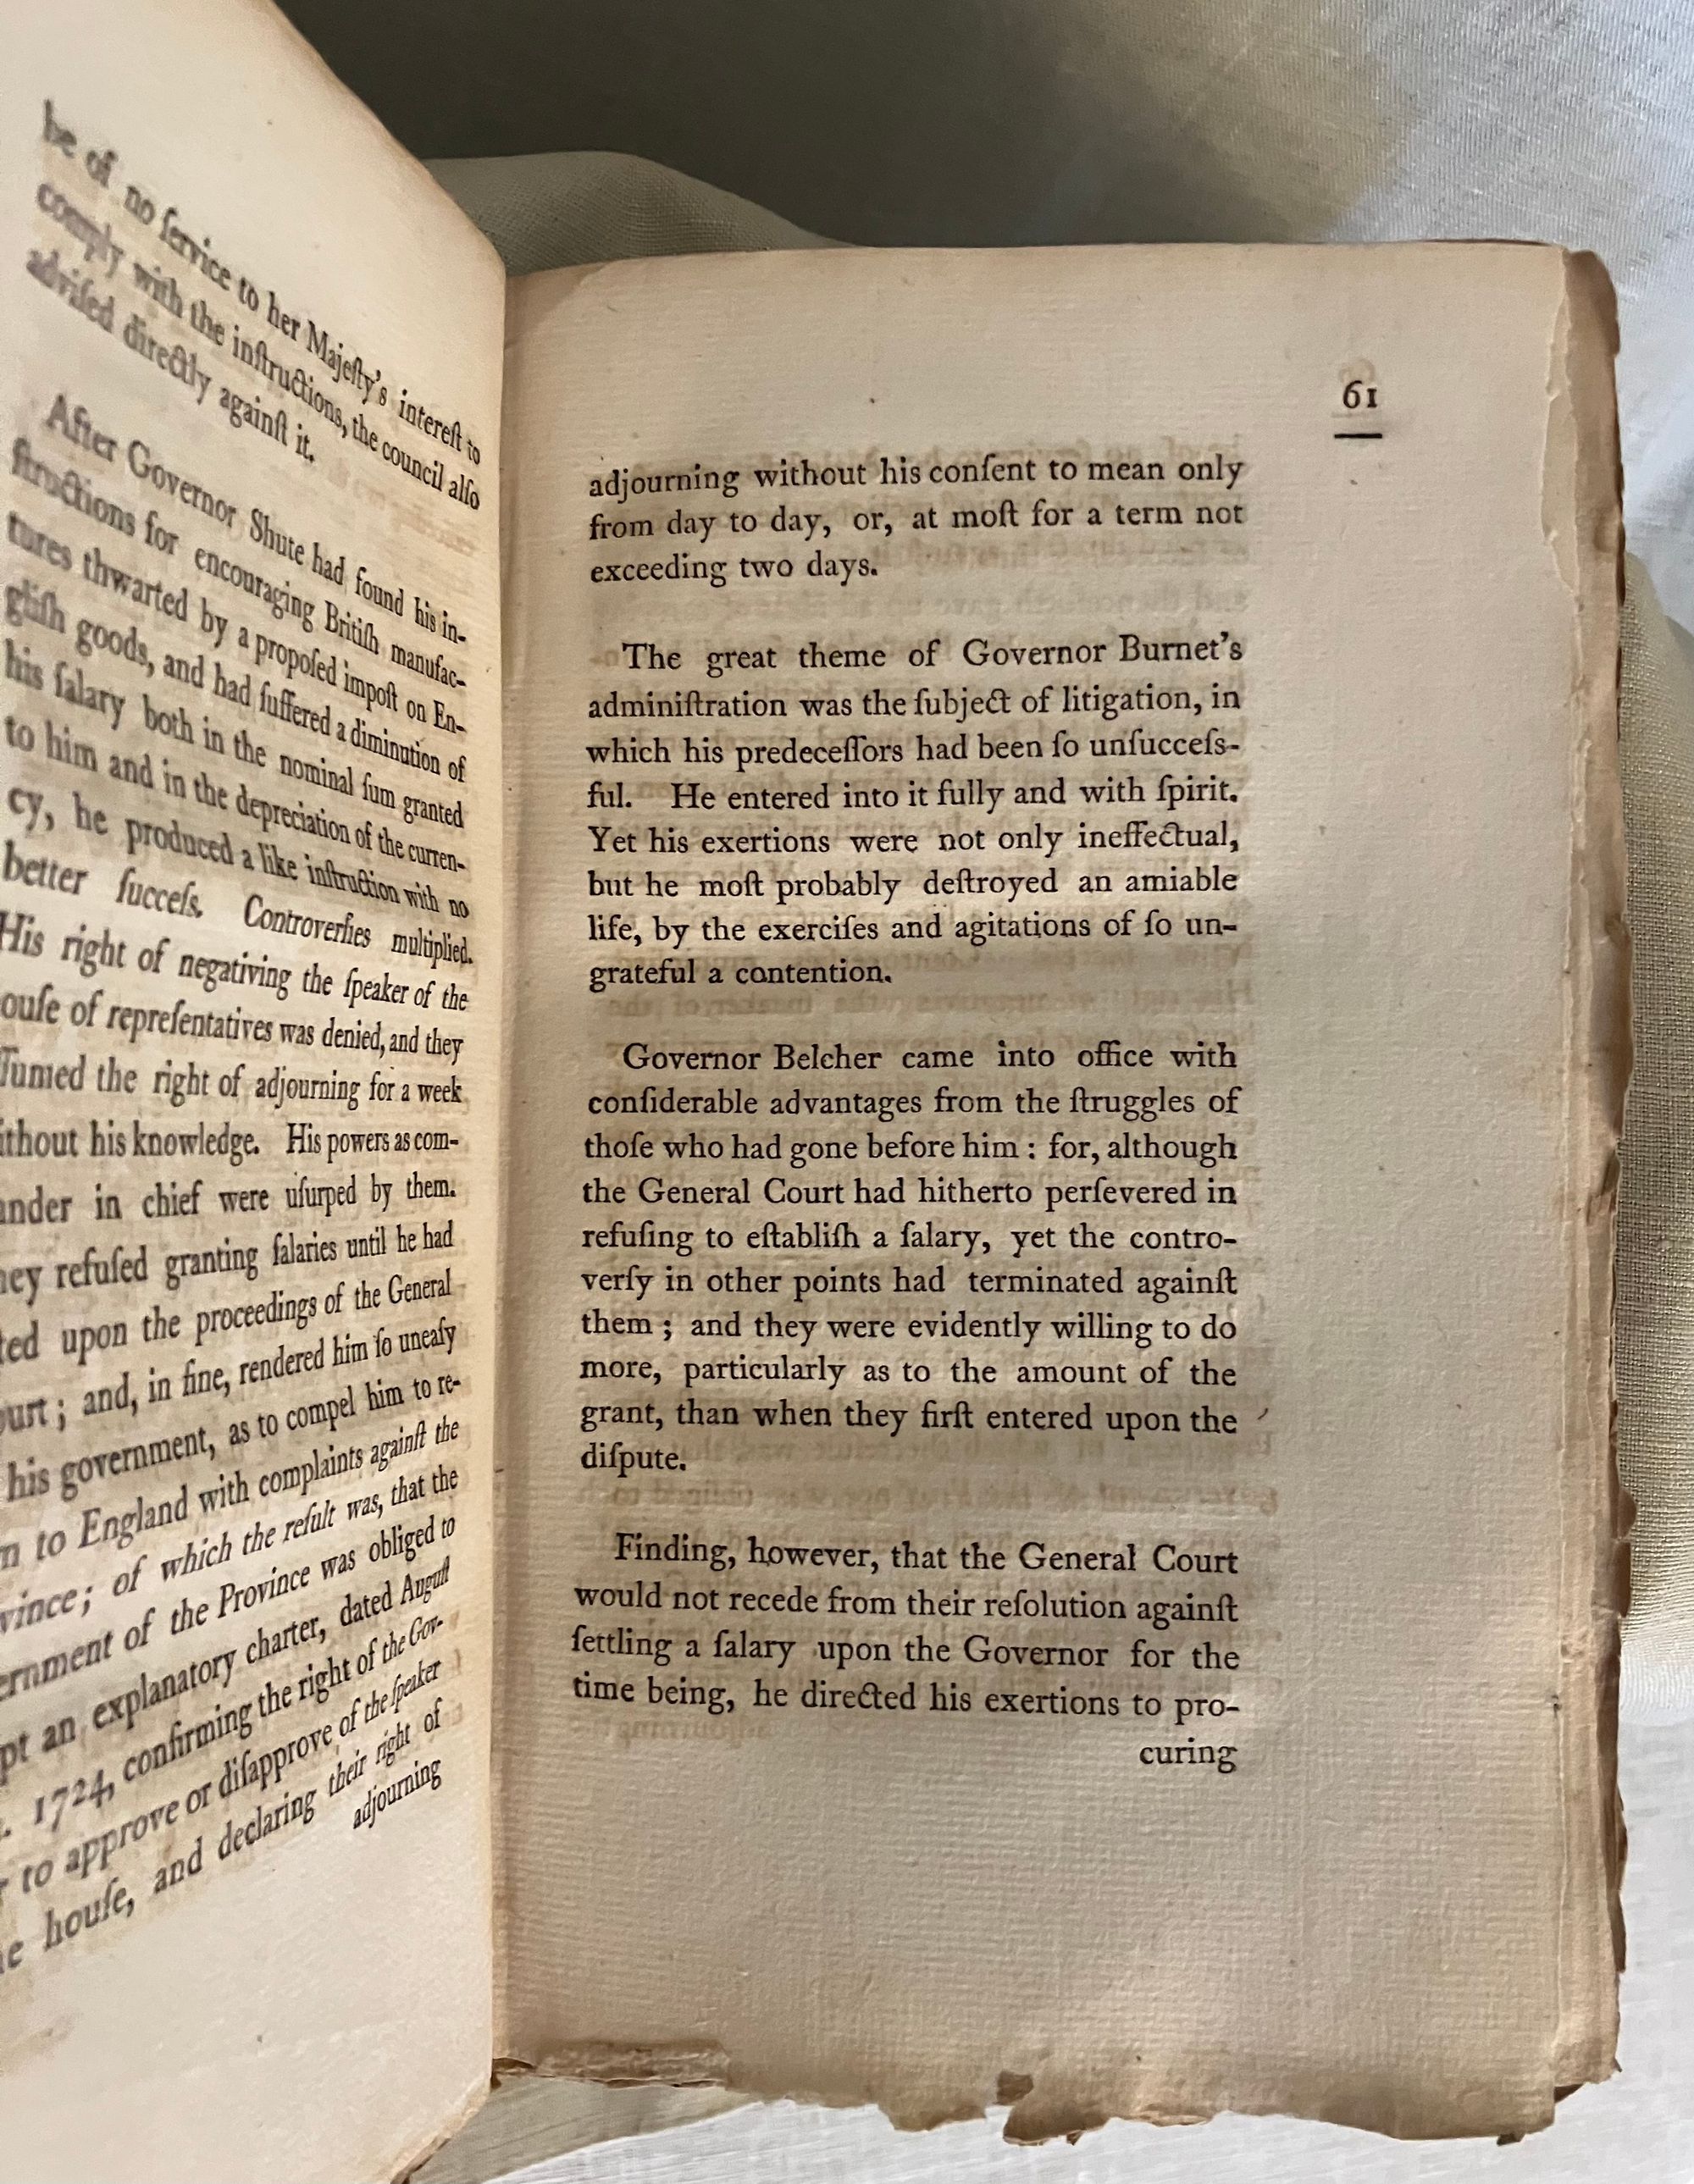 be of no ſervice to her Majeſty's intereſt to
comply with the inſtructions, the council alſo
adviſed directly againſt it.
After Governor Shute had found his in-
ſtructions for encouraging Britiſh manufac-
tures thwarted by a propoſed impoſt on En-
gliſh goods, and had ſuffered a diminution of
his ſalary both in the nominal ſum granted
to him and in the depreciation of the curren-
cy, he produced a like inſtruction with no
better ſucceſs. Controverſies multiplied.
His right of negativing the ſpeaker of the
ouſe of repreſentatives was denied, and they
ſumed the right of adjourning for a week
ithout his knowledge. His powers as com-
ander in chief were uſurped by them.
hey refuſed granting ſalaries until he had
ted upon the proceedings of the General
ourt ; and, in fine, rendered him ſo uneaſy
his government, as to compel him to re-
n to England with complaints againſt the
vince; of which the reſult was, that the
ernment of the Province was obliged to
pt an explanatory charter, dated Auguſt
1724, confirming the right of the Gov-
r to approve or diſapprove of the ſpeaker
he houſe, and declaring their right of
adjourning
61
adjourning without his conſent to mean only
from day to day, or, at moſt for a term not
exceeding two days.
The great theme of Governor Burnet's
adminiſtration was the ſubject of litigation, in
which his predeceſſors had been ſo unſucceſs-
ful. He entered into it fully and with ſpirit.
Yet his exertions were not only ineffectual,
but he moſt probably deſtroyed an amiable
life, by the exerciſes and agitations of ſo un-
grateful a contention.
Governor Belcher came into office with
conſiderable advantages from the ſtruggles of
thoſe who had gone before him : for, although
the General Court had hitherto perſevered in
refuſing to eſtabliſh a ſalary, yet the contro-
verſy in other points had terminated againſt
them ; and they were evidently willing to do
more, particularly as to the amount of the
grant, than when they firſt entered upon the
diſpute.
Finding, however, that the General Court
would not recede from their reſolution againſt
ſettling a ſalary upon the Governor for the
time being, he directed his exertions to pro-
curing